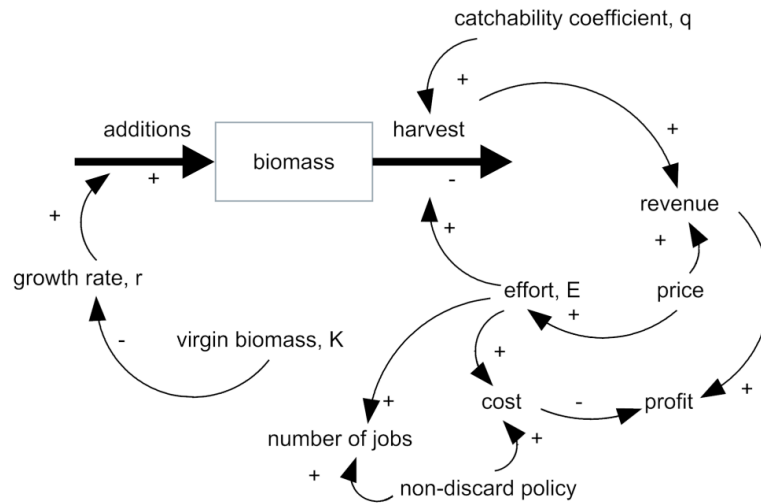 catchability coefficient, q
+
additions
harvest
+
biomass
+
-
revenue
+
+
+
growth rate, r
effort, E
price
+
-
virgin biomass, K
+
+
cost
-
profit
+
+
number of jobs
+
+
non-discard policy